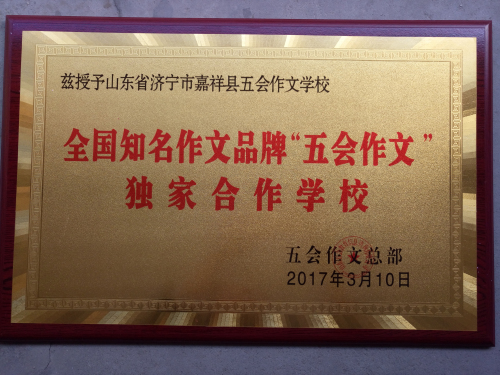 兹授予山东省济宁市嘉祥县五会作文学校
全国知名作文品牌“五会作文”
独家合作学校
五会作文总部
2017年3月10日